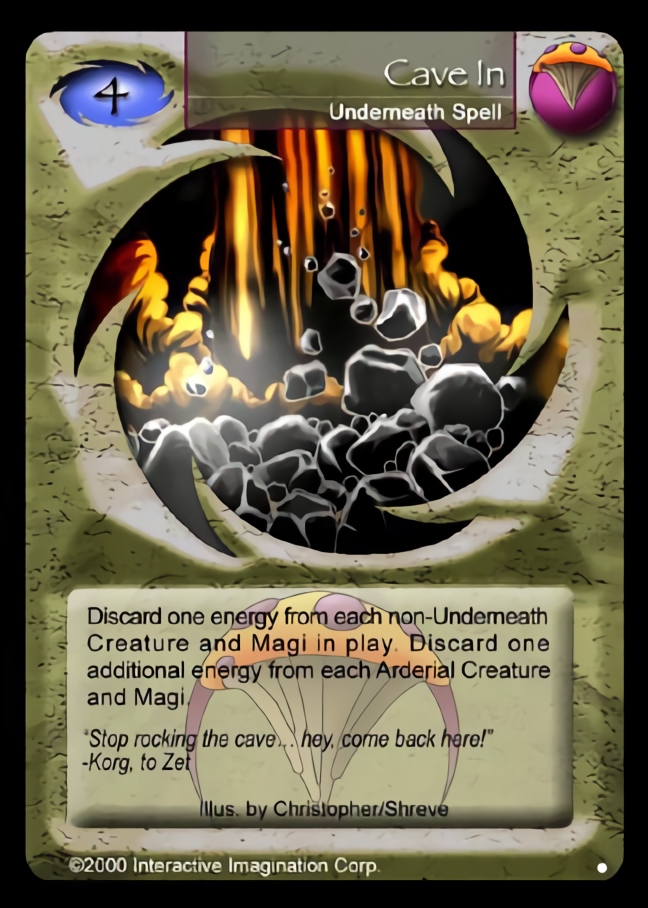 4
Cave In
Underneath Spell
Discard one energy from each non-Underneath
Creature and Magi in play. Discard one
additional energy from each Arderial Creature
and Magi.
"Stop rocking the cave... hey, come back here!"
-Korg, to Zet
Illus. by Christopher/Shreve
©2000 Interactive Imagination Corp.